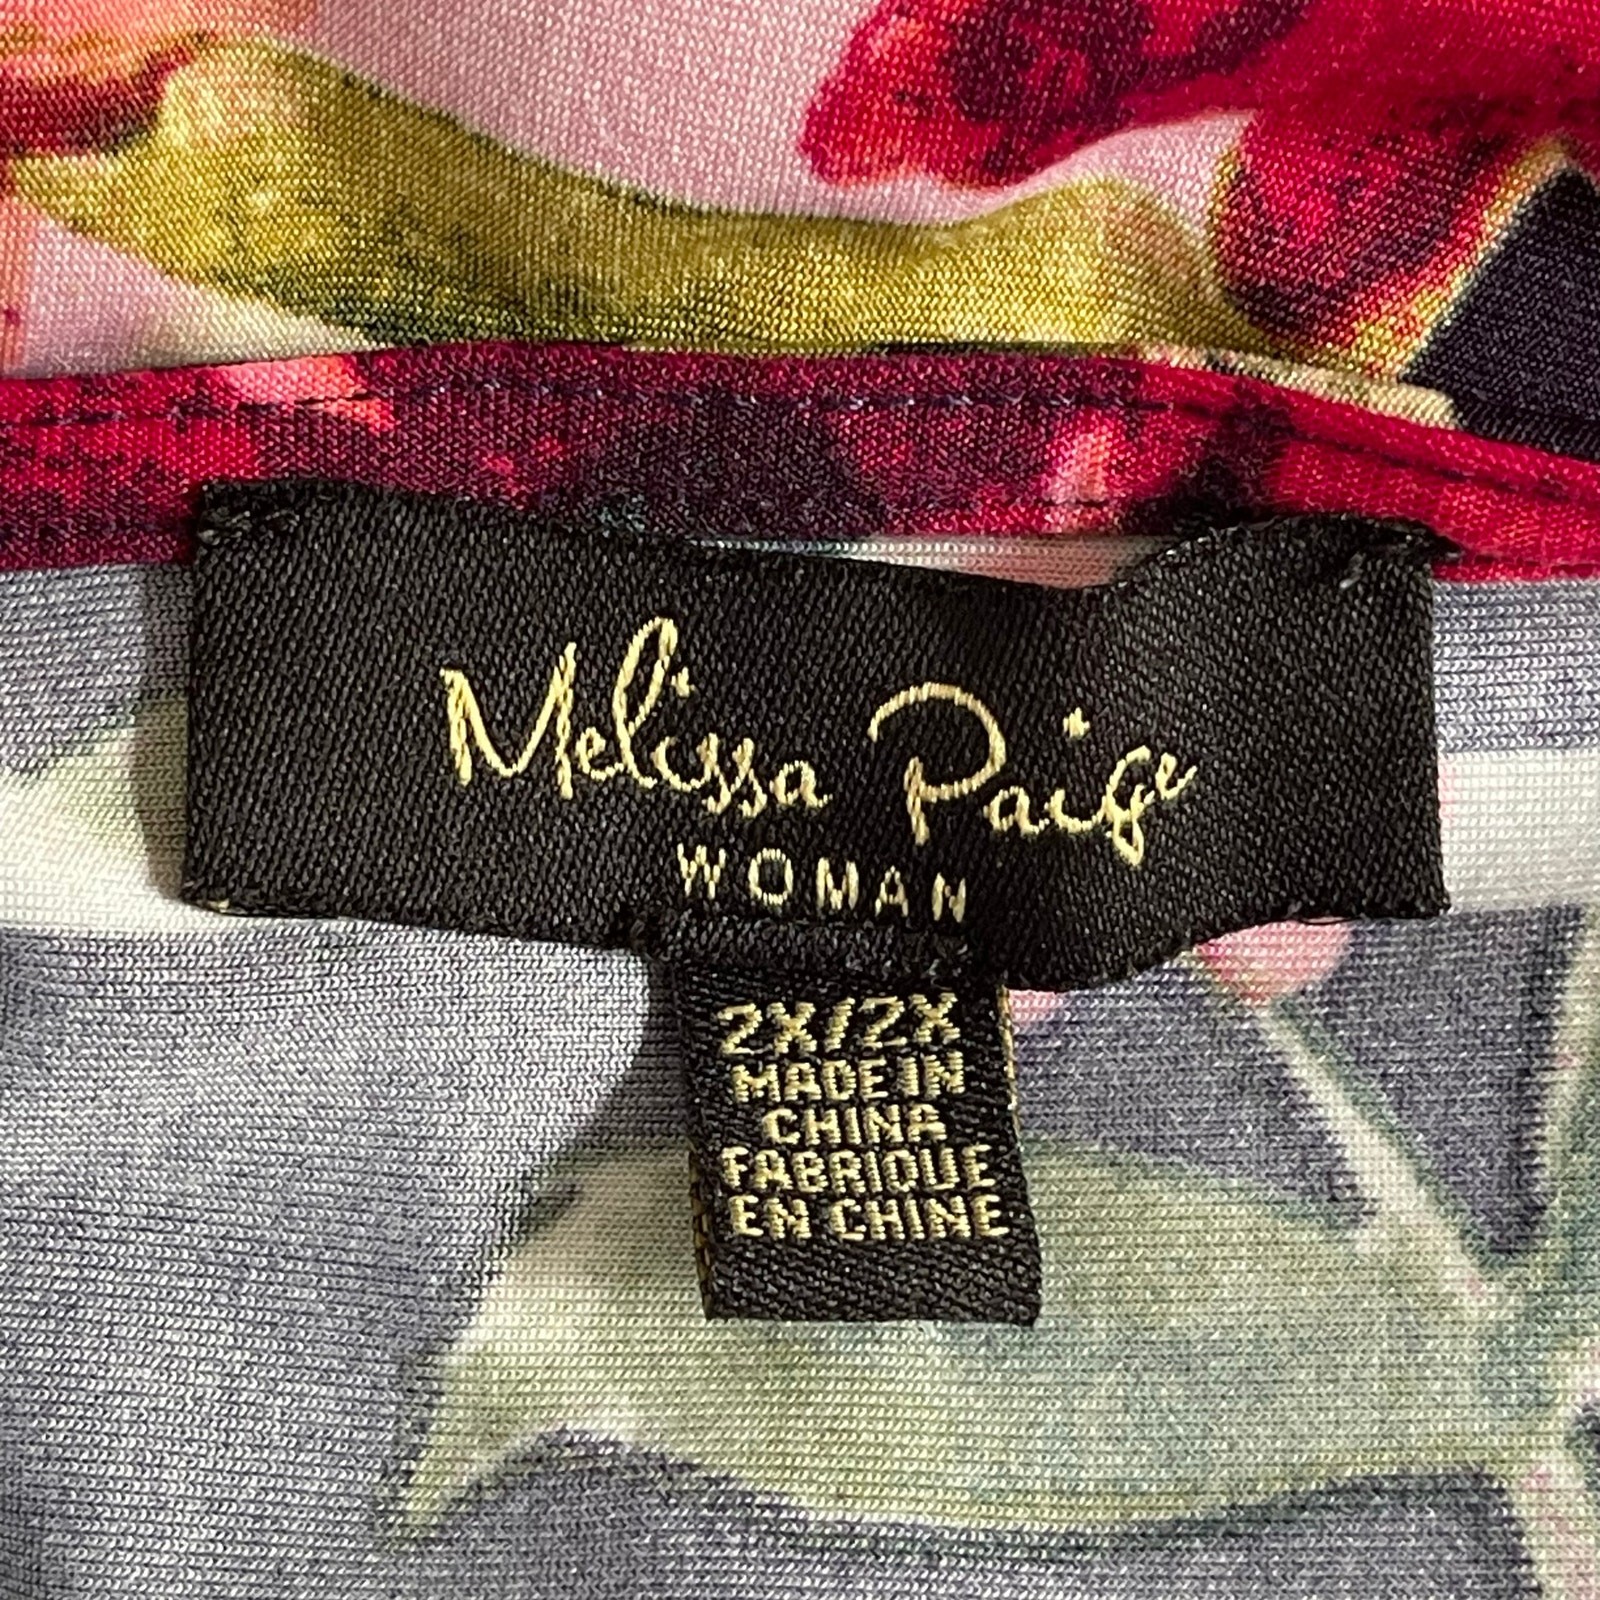 Melissa Paige
WOMAN
2X/2X
MADE IN
CHINA
FABRIQUE
EN CHINE